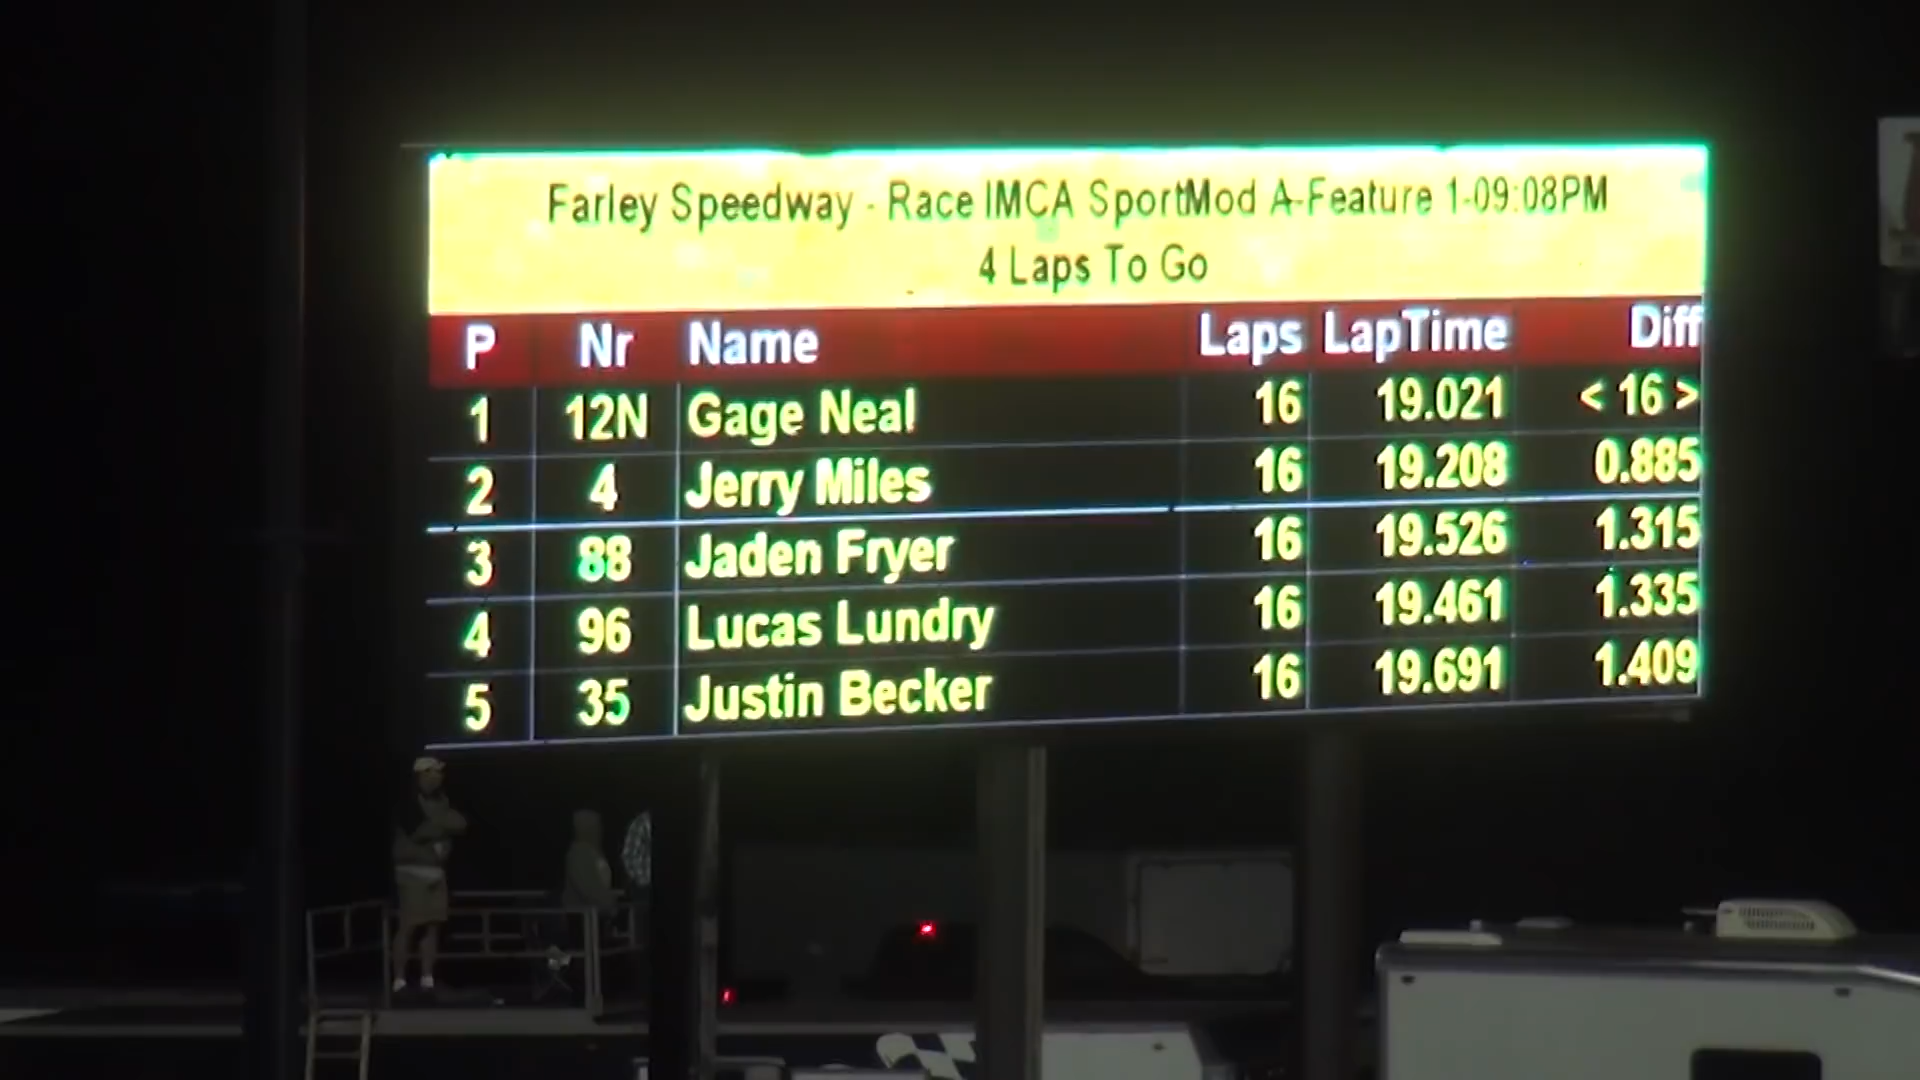 Farley Speedway - Race IMCA SportMod A-Feature 1-09:08PM
4 Laps To Go
P Nr Name Laps LapTime Diff
1 12N Gage Neal 16 19.021 < 16 >
2 4 Jerry Miles 16 19.208 0.885
3 88 Jaden Fryer 16 19.526 1.315
4 96 Lucas Lundry 16 19.461 1.335
5 35 Justin Becker 16 19.691 1.409